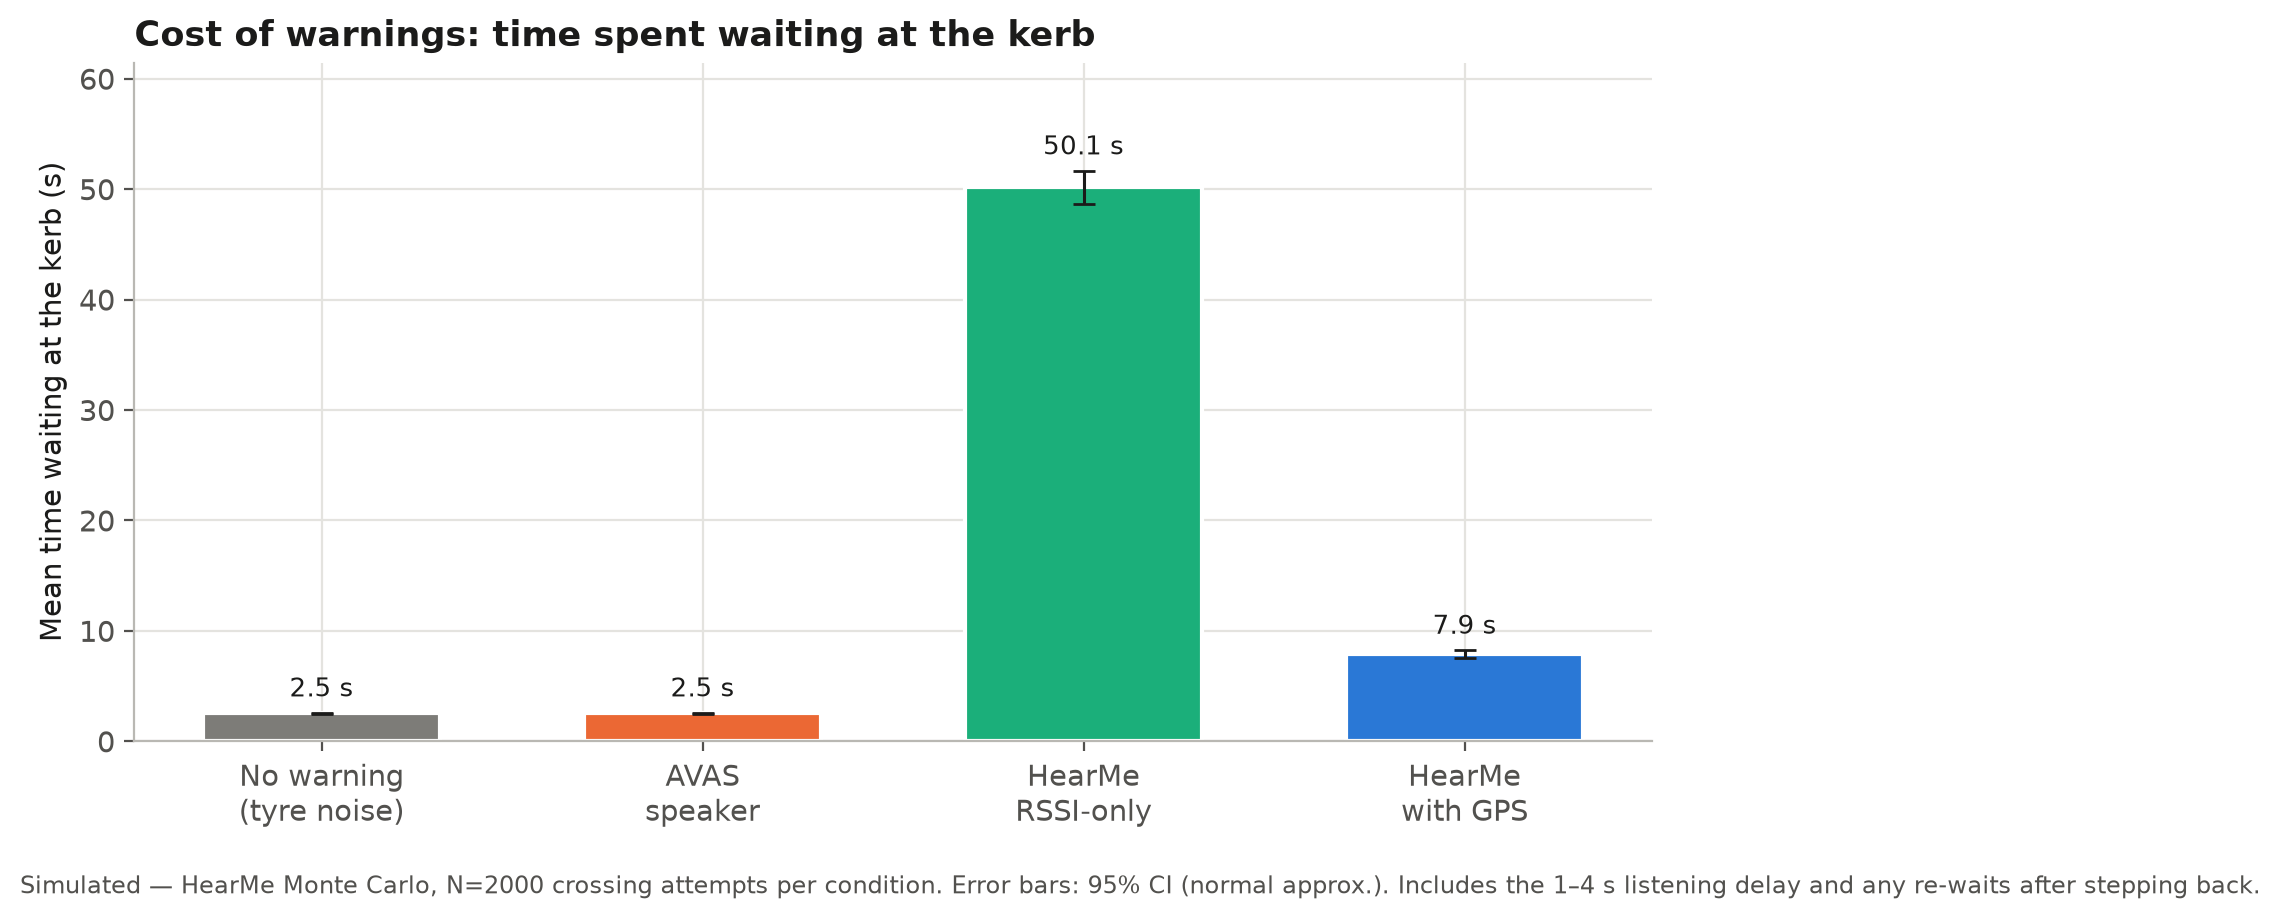 Cost of warnings: time spent waiting at the kerb
Mean time waiting at the kerb (s)
60
50
40
30
20
10
0
2.5 s
2.5 s
50.1 s
7.9 s
No warning
(tyre noise)
AVAS
speaker
HearMe
RSSI-only
HearMe
with GPS
Simulated — HearMe Monte Carlo, N=2000 crossing attempts per condition. Error bars: 95% CI (normal approx.). Includes the 1–4 s listening delay and any re-waits after stepping back.